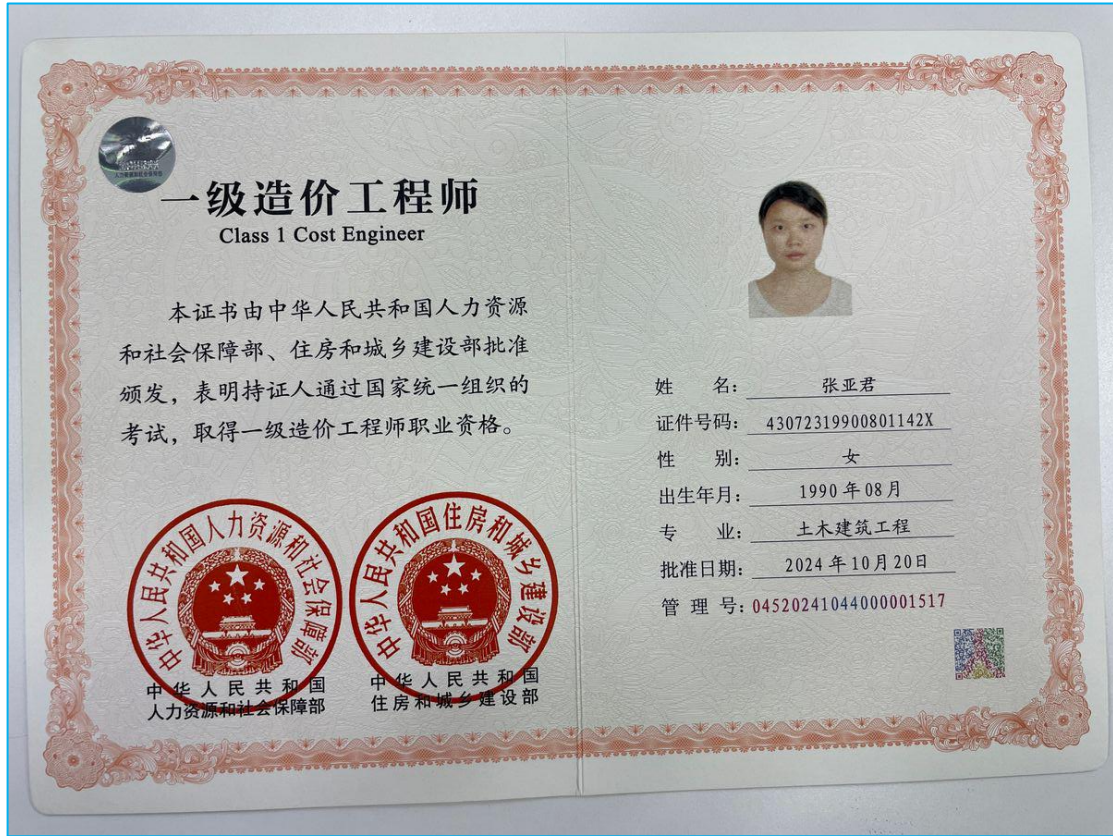 一级造价工程师
Class 1 Cost Engineer
本证书由中华人民共和国人力资源
和社会保障部、住房和城乡建设部批准
颁发，表明持证人通过国家统一组织的
考试，取得一级造价工程师职业资格。
中华人民共和国人力资源和社会保障部
中华人民共和国住房和城乡建设部
中华人民共和国
人力资源和社会保障部
中华人民共和国
住房和城乡建设部
姓 名： 张亚君
证件号码： 43072319900801142X
性 别： 女
出生年月： 1990年08月
专 业： 土木建筑工程
批准日期： 2024年10月20日
管 理 号： 04520241044000001517